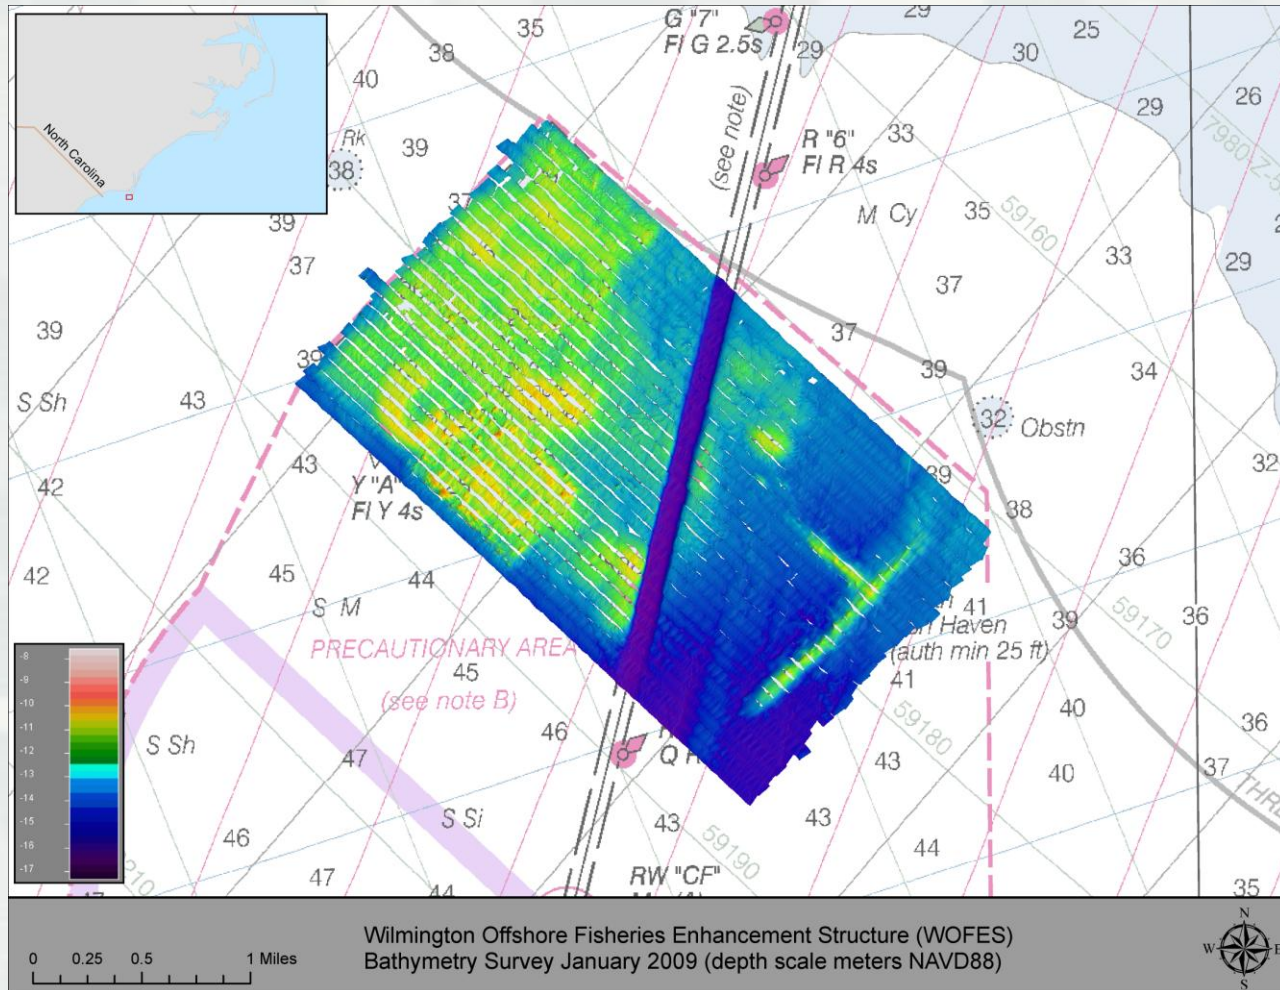 North Carolina
G "7"
Fl G 2.5s
(see note)
R "6"
Fl R 4s
35
29
25
30
38
29
40
26
29
Rk
38
39
33
7980-Z-5
M Cy
35
59160
37
39
33
29
37
37
39
37
39
39
34
S Sh
43
32
Obstn
32
42
43
39
Y "A"
Fl Y 4s
38
36
42
45
44
S M
41
Haven
(auth min 25 ft)
41
39
59170
36
PRECAUTIONARY AREA
(see note B)
45
59180
40
36
S Sh
46
Q
47
43
40
37
S Si
43
59190
43
46
44
47
44
RW "CF"
35
-8
-9
-10
-11
-12
-13
-14
-15
-16
-17
0 0.25 0.5 1 Miles
Wilmington Offshore Fisheries Enhancement Structure (WOFES)
Bathymetry Survey January 2009 (depth scale meters NAVD88)
N
W E
S